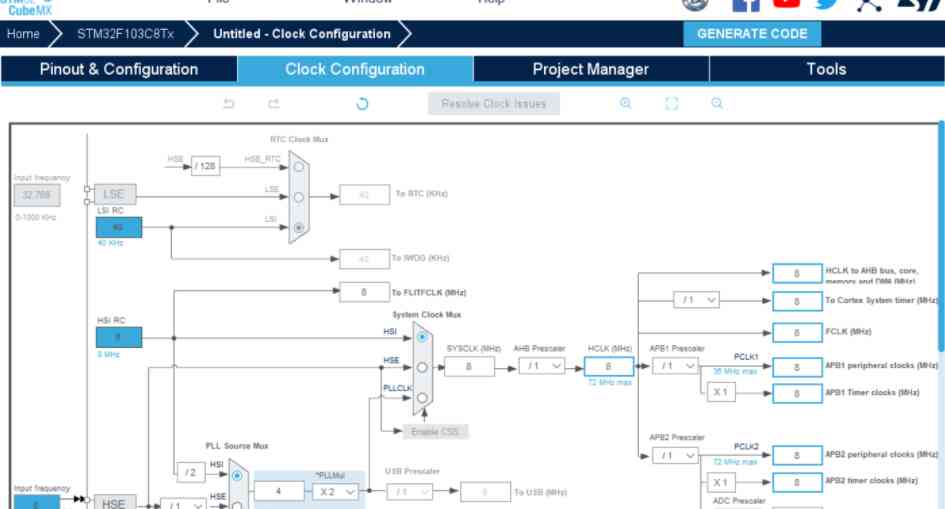 CubeMX
File
Window
Help
Home
STM32F103C8Tx
Untitled - Clock Configuration
GENERATE CODE
Pinout & Configuration
Clock Configuration
Project Manager
Tools
Resolve Clock Issues
RTC Clock Mux
HSE
/ 128
HSE_RTC
Input frequency
32.768
LSE
LSE
40
To RTC (KHz)
0-1000 KHz
LSI RC
40
LSI
40 KHz
40
To IWDG (KHz)
8
To FLITFCLK (MHz)
HCLK to AHB bus, core,
memory and DMA (MHz)
8
/ 1
8
To Cortex System timer (MHz)
System Clock Mux
HSI RC
8
8 MHz
HSI
8
FCLK (MHz)
SYSCLK (MHz)
AHB Prescaler
HCLK (MHz)
APB1 Prescaler
PCLK1
HSE
8
/ 1
8
/ 1
8
APB1 peripheral clocks (MHz)
36 MHz max
72 MHz max
PLLCLK
X 1
8
APB1 Timer clocks (MHz)
Enable CSS
APB2 Prescaler
PCLK2
PLL Source Mux
/ 1
8
APB2 peripheral clocks (MHz)
72 MHz max
HSI
/ 2
*PLLMul
USB Prescaler
X 1
8
APB2 timer clocks (MHz)
Input frequency
4
X 2
/ 1
8
To USB (MHz)
ADC Prescaler
8
HSE
/ 1
HSE